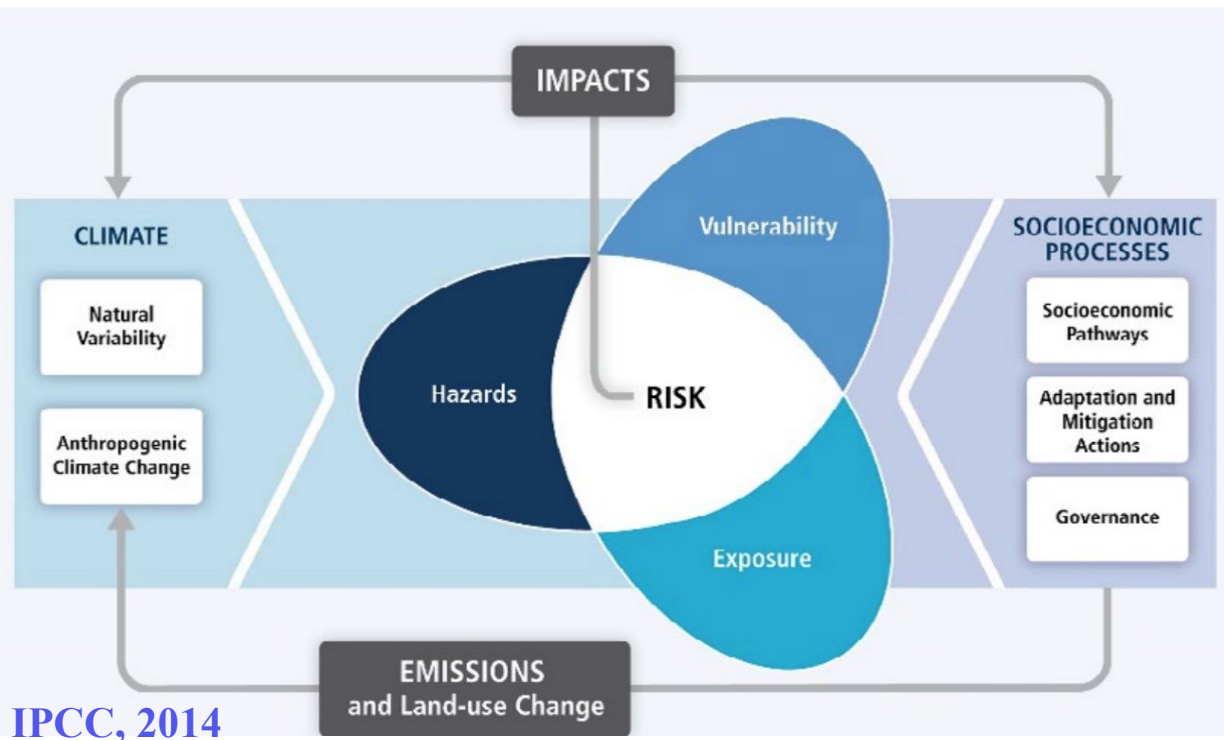 IMPACTS
CLIMATE
Natural
Variability
Anthropogenic
Climate Change
Vulnerability
Hazards
RISK
Exposure
SOCIOECONOMIC
PROCESSES
Socioeconomic
Pathways
Adaptation and
Mitigation
Actions
Governance
EMISSIONS
and Land-use Change
IPCC, 2014